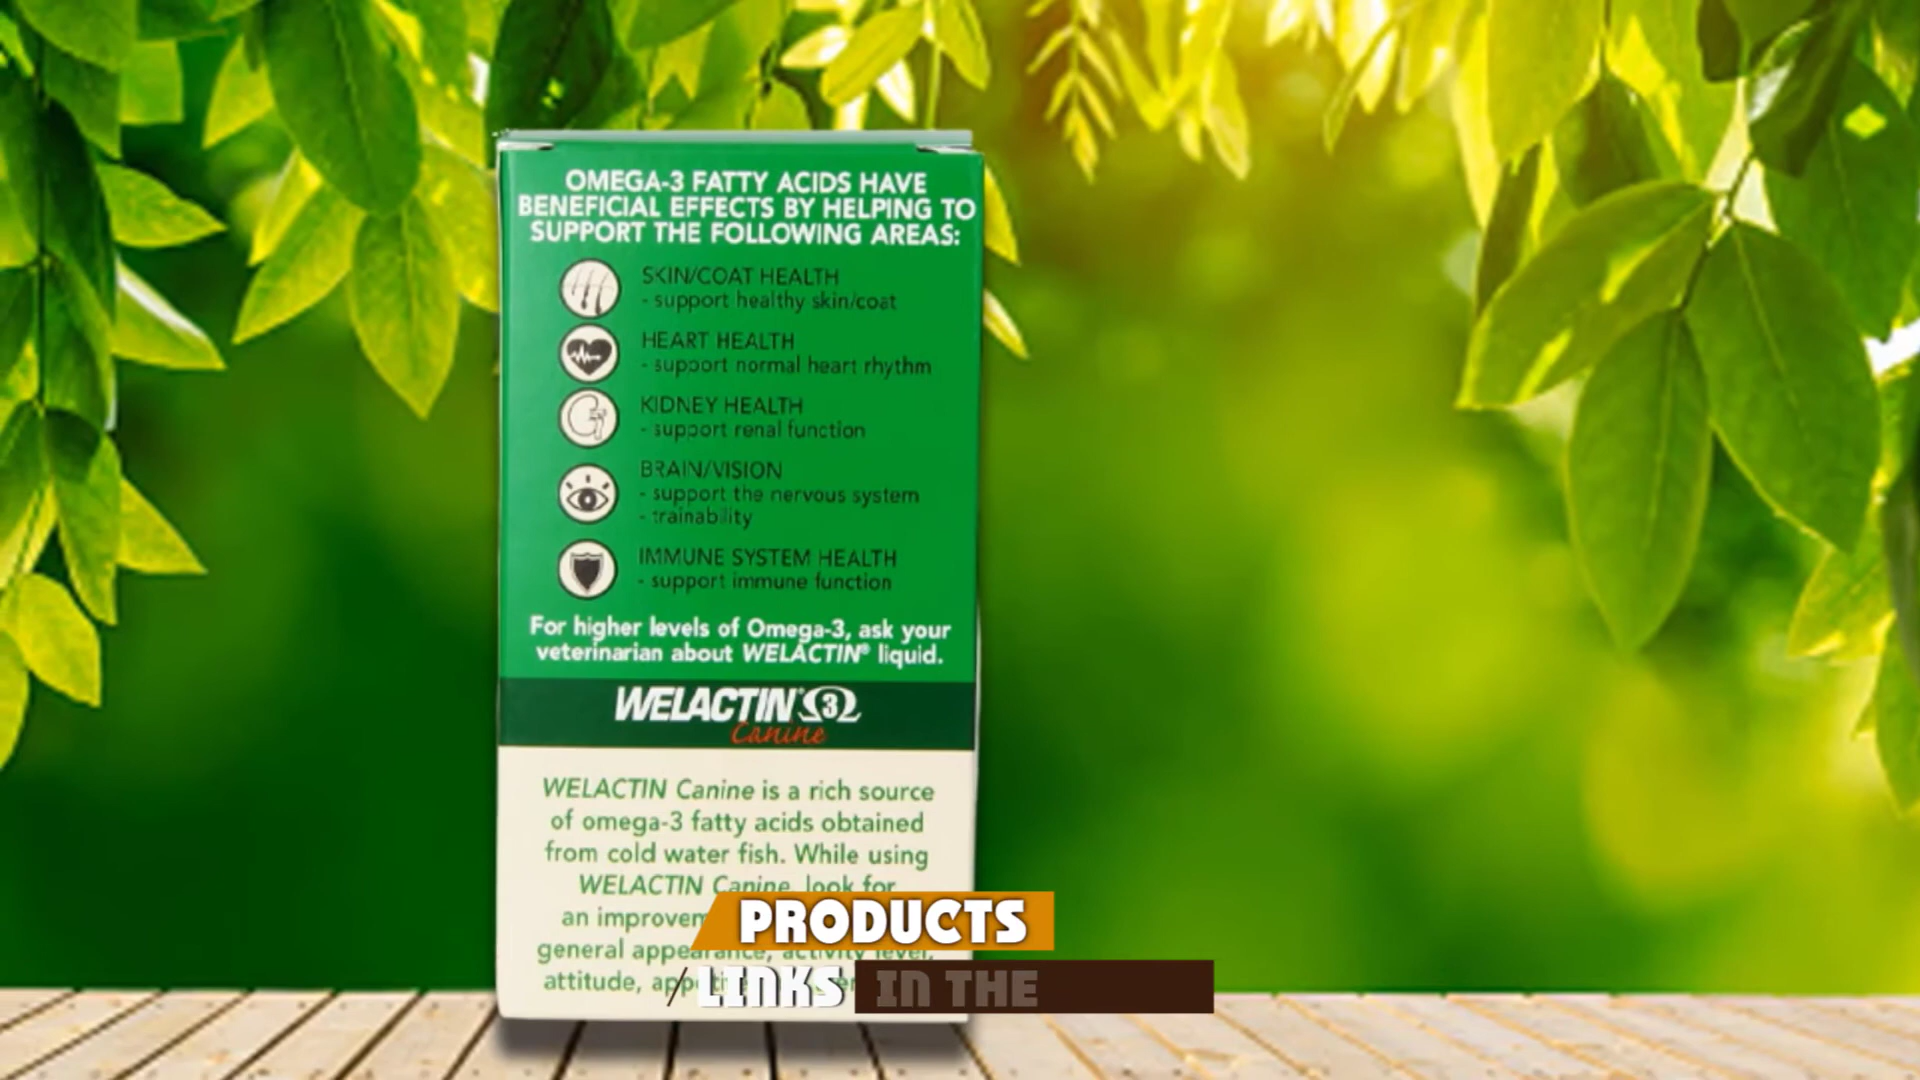 OMEGA-3 FATTY ACIDS HAVE
BENEFICIAL EFFECTS BY HELPING TO
SUPPORT THE FOLLOWING AREAS:
SKIN/COAT HEALTH
- support healthy skin/coat
HEART HEALTH
- support normal heart rhythm
KIDNEY HEALTH
- support renal function
BRAIN/VISION
- support the nervous system
- trainability
IMMUNE SYSTEM HEALTH
- support immune function
For higher levels of Omega-3, ask your
veterinarian about WELACTIN® liquid.
WELACTIN 3
Canine
WELACTIN Canine is a rich source
of omega-3 fatty acids obtained
from cold water fish. While using
WELACTIN Canine, look for
an
general appearance, activity level,
attitude,
PRODUCTS
LINKS IN THE